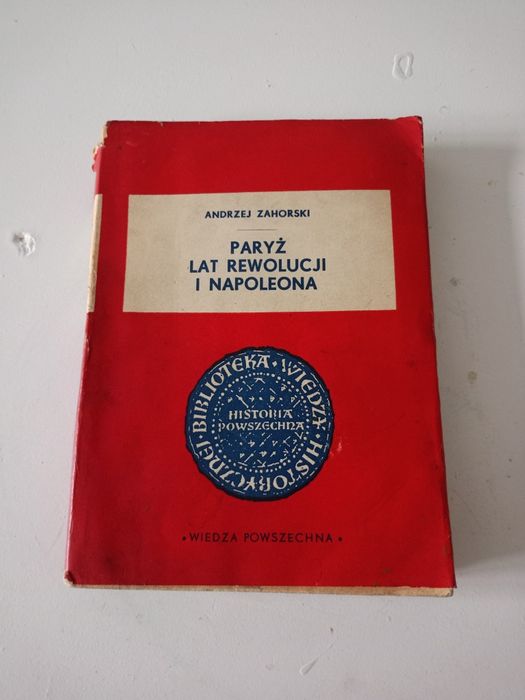 ANDRZEJ ZAHORSKI
PARYŻ
LAT REWOLUCJI
I NAPOLEONA
BIBLIOTEKA • WIEDZY • HISTORYCZNEJ •
HISTORIA
POWSZECHNA
* WIEDZA POWSZECHNA *